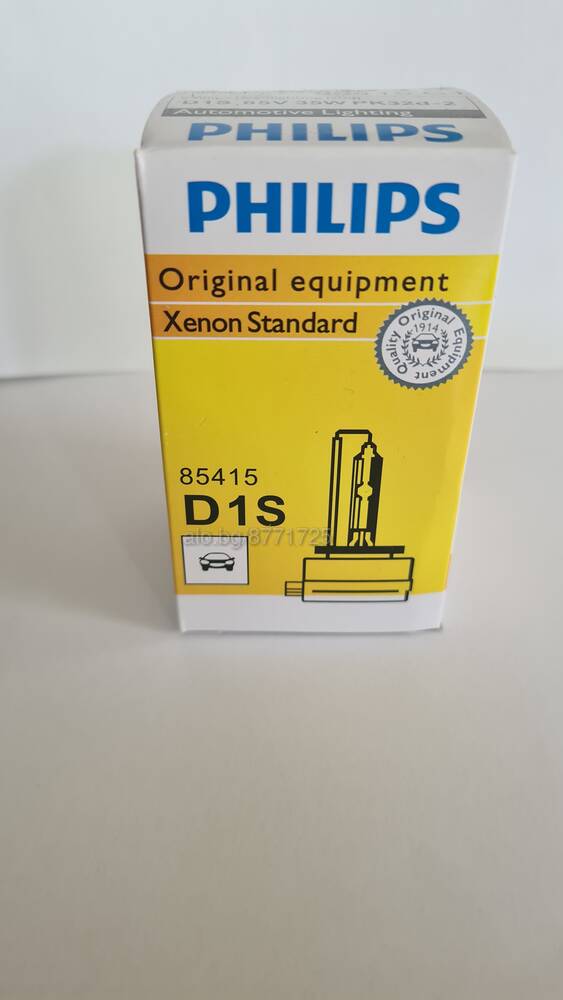 D1S 85V 35W PK32d-2
Automotive Lighting
PHILIPS
PHILIPS
Original equipment
Xenon Standard
Quality Original Equipment
1914
85415
D1S
alo.bg/8771725